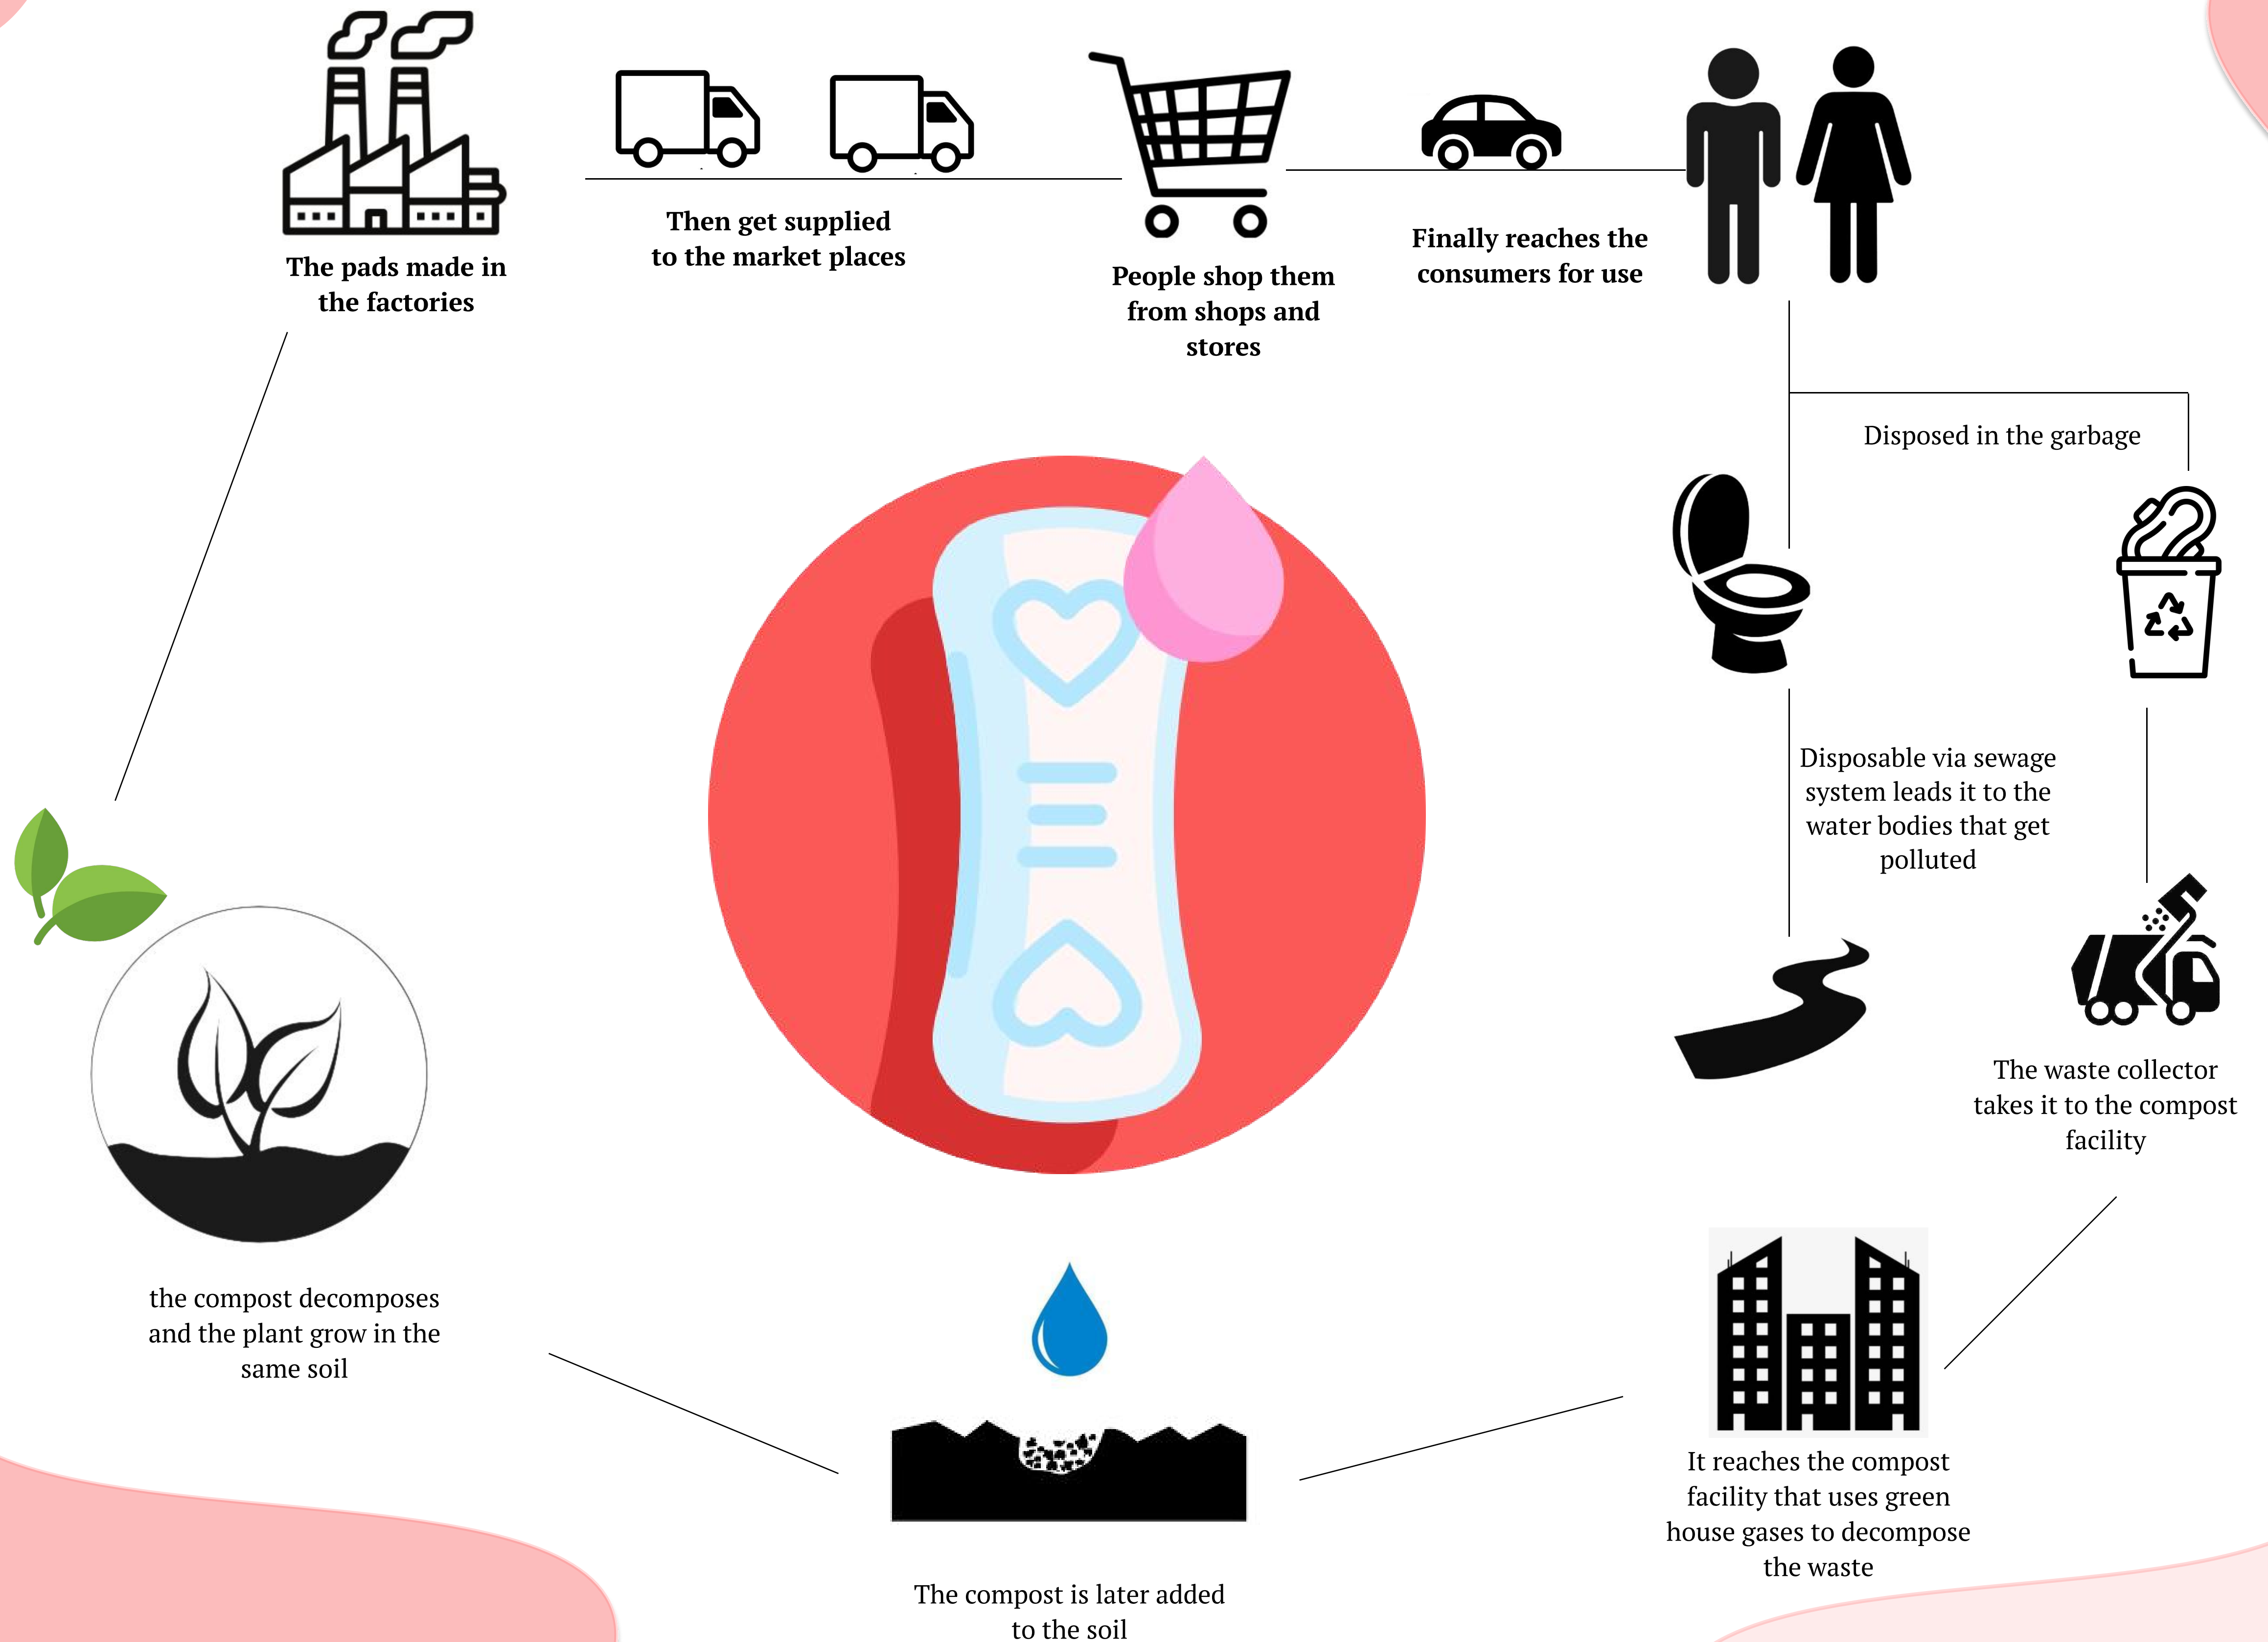 The pads made in
the factories
Then get supplied
to the market places
People shop them
from shops and
stores
Finally reaches the
consumers for use
Disposed in the garbage
Disposable via sewage
system leads it to the
water bodies that get
polluted
The waste collector
takes it to the compost
facility
It reaches the compost
facility that uses green
house gases to decompose
the waste
The compost is later added
to the soil
the compost decomposes
and the plant grow in the
same soil